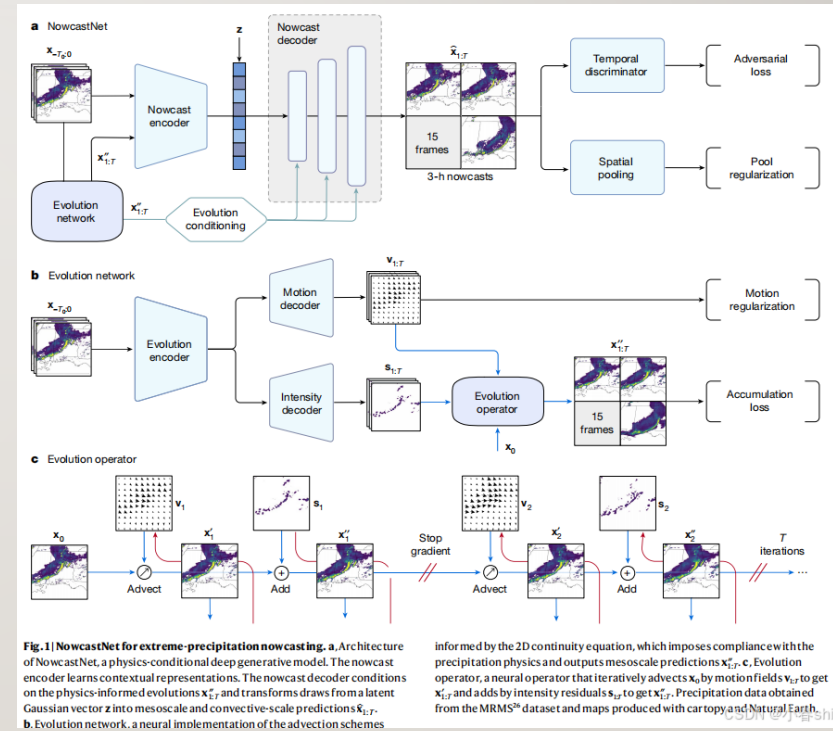 a NowcastNet
x-T₀:0
Nowcast encoder
z
Nowcast decoder
x̂1:T
15 frames
3-h nowcasts
Temporal discriminator
Adversarial loss
Spatial pooling
Pool regularization
x″1:T
Evolution network
x″1:T
Evolution conditioning
b Evolution network
x-T₀:0
Evolution encoder
Motion decoder
v1:T
Motion regularization
Intensity decoder
s1:T
Evolution operator
x0
x″1:T
15 frames
Accumulation loss
c Evolution operator
x0
v1
Advect
x′1
s1
Add
x″1
Stop gradient
v2
Advect
x′2
s2
Add
x″2
T iterations
...
Fig. 1 | NowcastNet for extreme-precipitation nowcasting. a, Architecture
of NowcastNet, a physics-conditional deep generative model. The nowcast
encoder learns contextual representations. The nowcast decoder conditions
on the physics-informed evolutions x″1:T and transforms draws from a latent
Gaussian vector z into mesoscale and convective-scale predictions x̂1:T.
b, Evolution network, a neural implementation of the advection schemes
informed by the 2D continuity equation, which imposes compliance with the
precipitation physics and outputs mesoscale predictions x″1:T. c, Evolution
operator, a neural operator that iteratively advects x0 by motion fields v1:T to get
x′1:T and adds by intensity residuals s1:T to get x″1:T. Precipitation data obtained
from the MRMS26 dataset and maps produced with cartopy and Natural Earth.
CSDN @小春shi